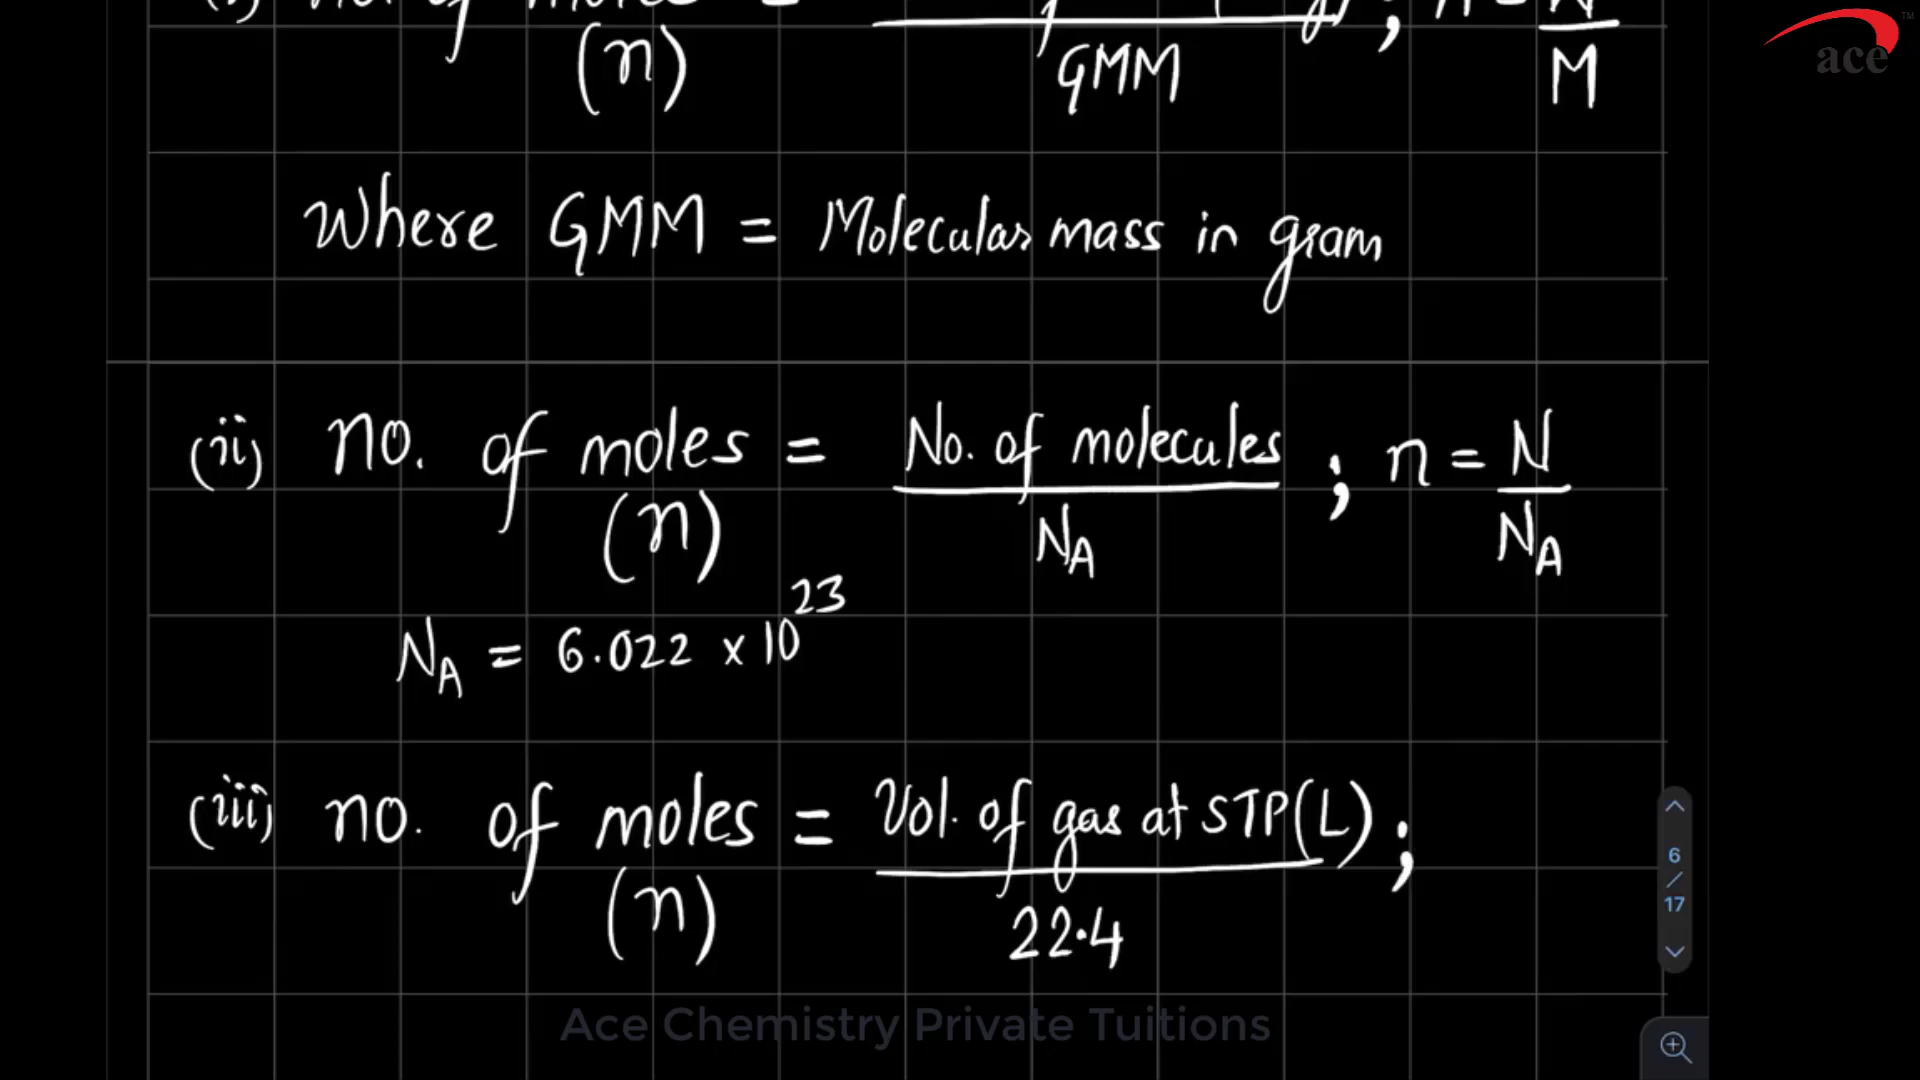 (n)
GMM
M
ace
TM
Where GMM = Molecular mass in gram
(ii) no. of moles = No. of molecules ; n = N
(n) NA NA
NA = 6.022 x 10 23
(iii) no. of moles = Vol. of gas at STP(L) ;
(n) 22.4
6
/
17
Ace Chemistry Private Tuitions